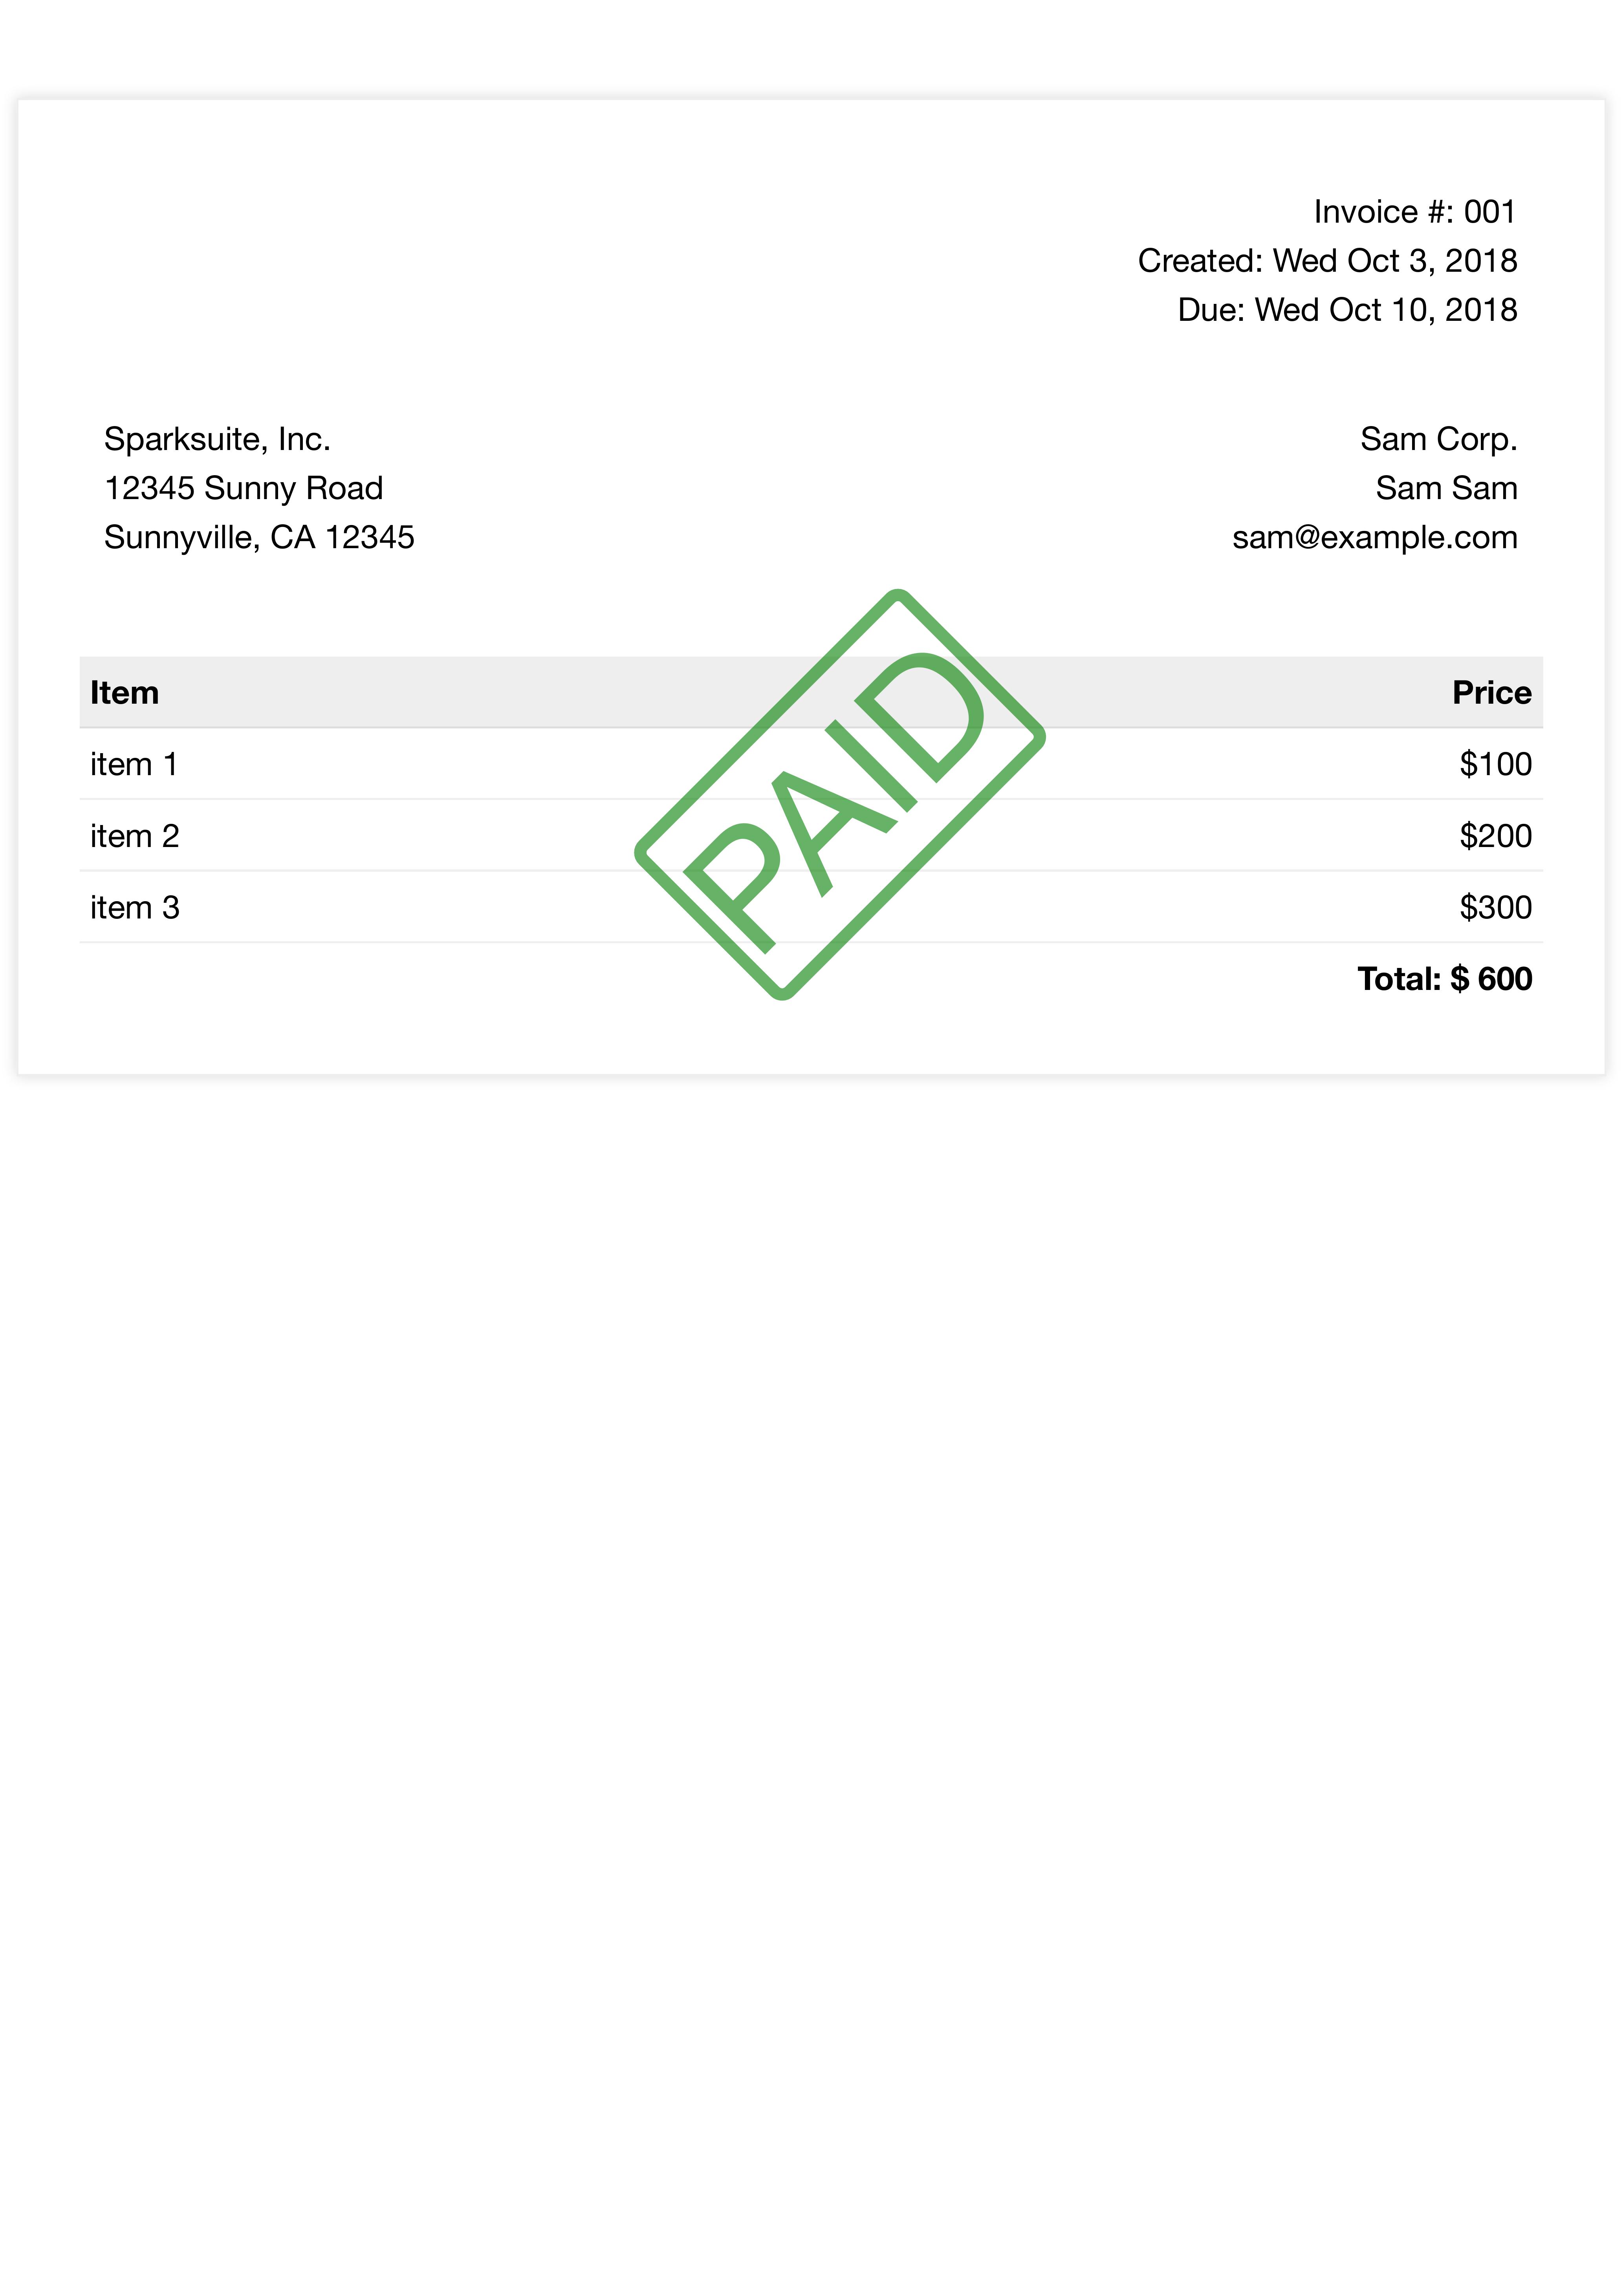 Invoice #: 001
Created: Wed Oct 3, 2018
Due: Wed Oct 10, 2018
Sparksuite, Inc.
12345 Sunny Road
Sunnyville, CA 12345
Sam Corp.
Sam Sam
sam@example.com
Item Price
item 1 $100
item 2 $200
item 3 $300
Total: $ 600
PAID